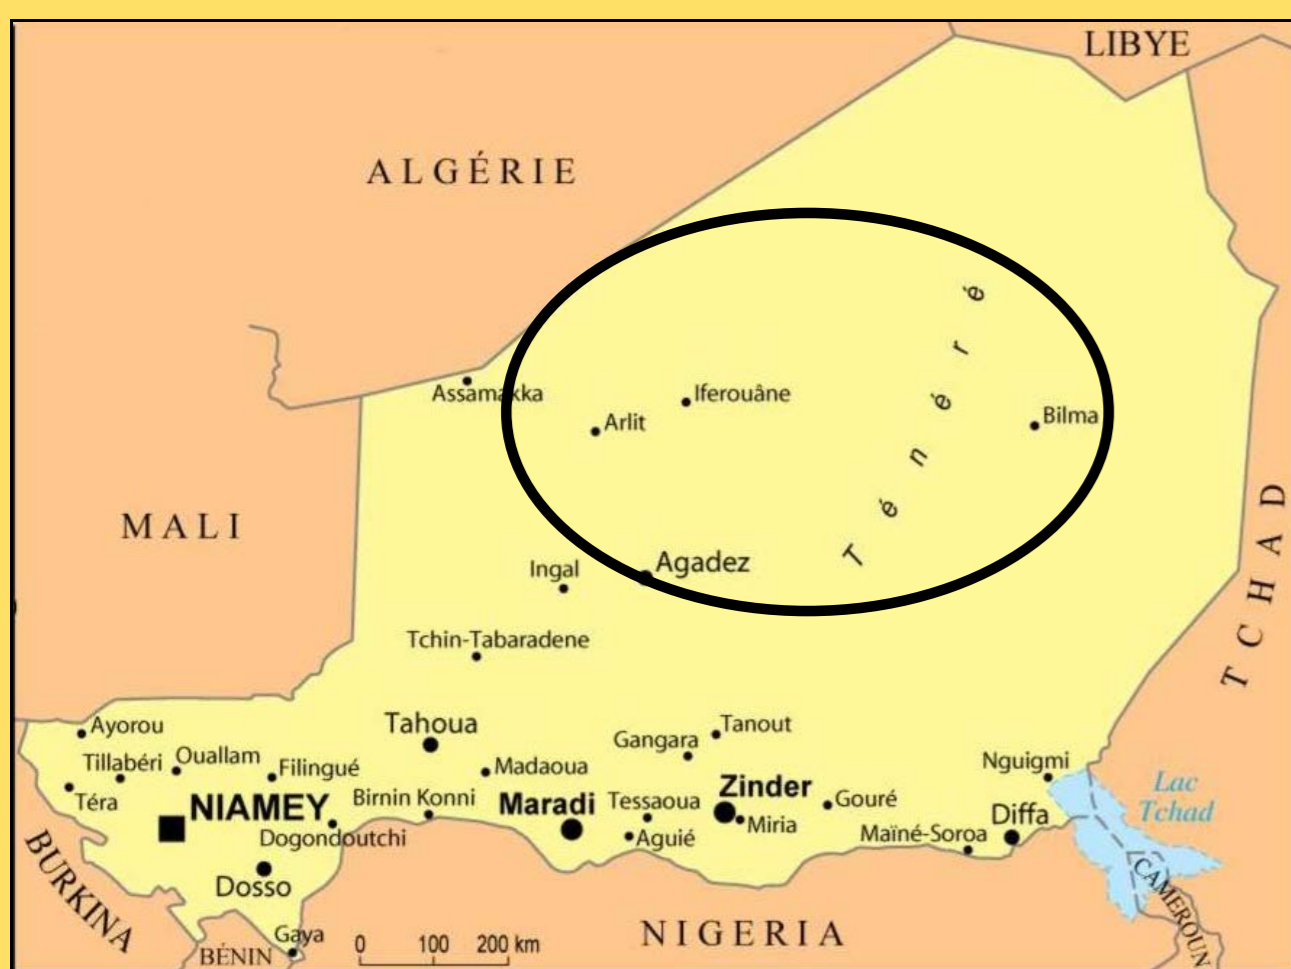 LIBYE
ALGÉRIE
Ténéré
Assamakka
Iferouâne
Arlit
Bilma
MALI
TCHAD
Agadez
Ingal
Tchin-Tabaradene
Ayorou
Tahoua
Tanout
Gangara
Tillabéri
Ouallam
Filingué
Madaoua
Nguigmi
Lac
Tchad
Téra
NIAMEY
Birnin Konni
Maradi
Tessaoua
Zinder
Gouré
Diffa
Dogondoutchi
Aguié
Miria
Maïné-Soroa
BURKINA
Dosso
CAMEROUN
Gaya
BÉNIN
0 100 200 km
NIGERIA